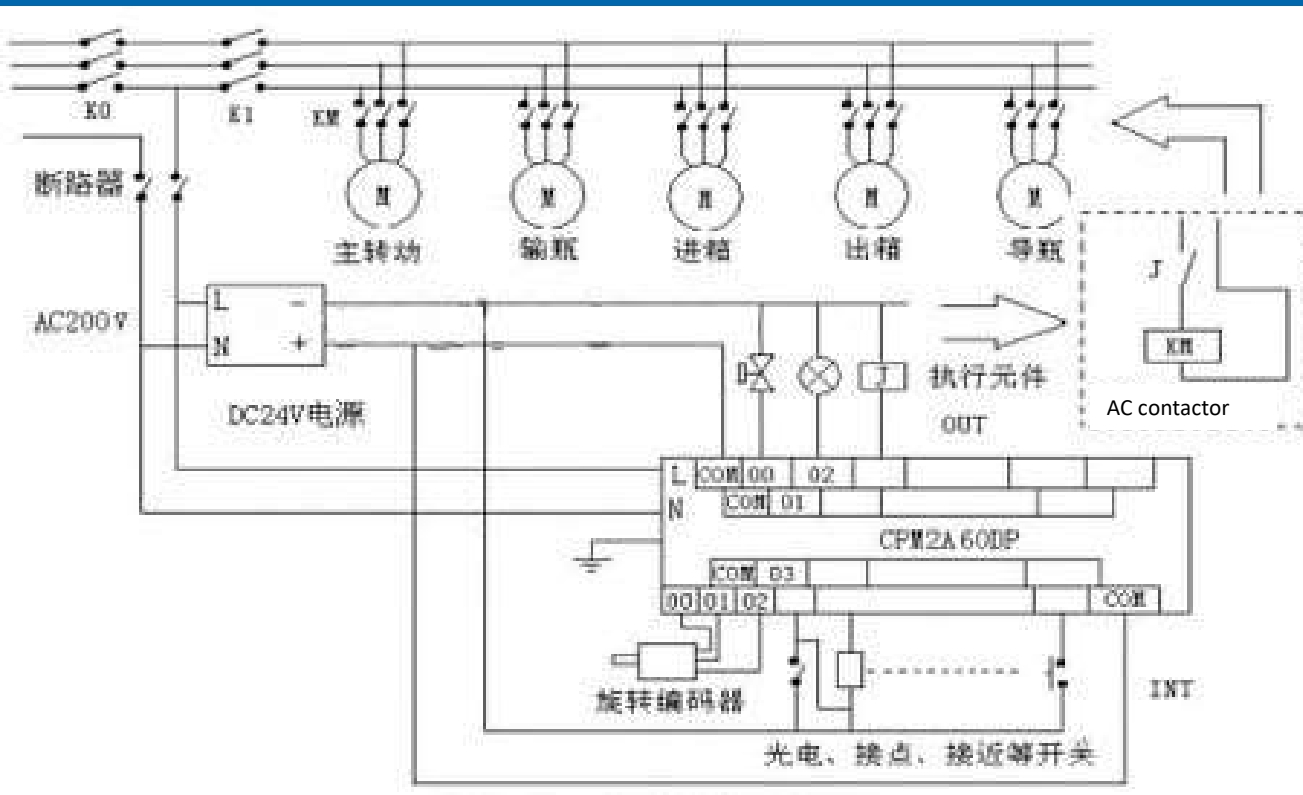 K0
K1
KM
断路器
M
M
M
M
M
主转动
输瓶
进箱
出箱
导瓶
J
KM
AC contactor
AC200V
L
N
-
+
DC24V电源
J
执行元件
OUT
L
COM
00
02
N
COM
01
CPM2A60DP
COM
03
00
01
02
COM
旋转编码器
INT
光电、接点、接近等开关